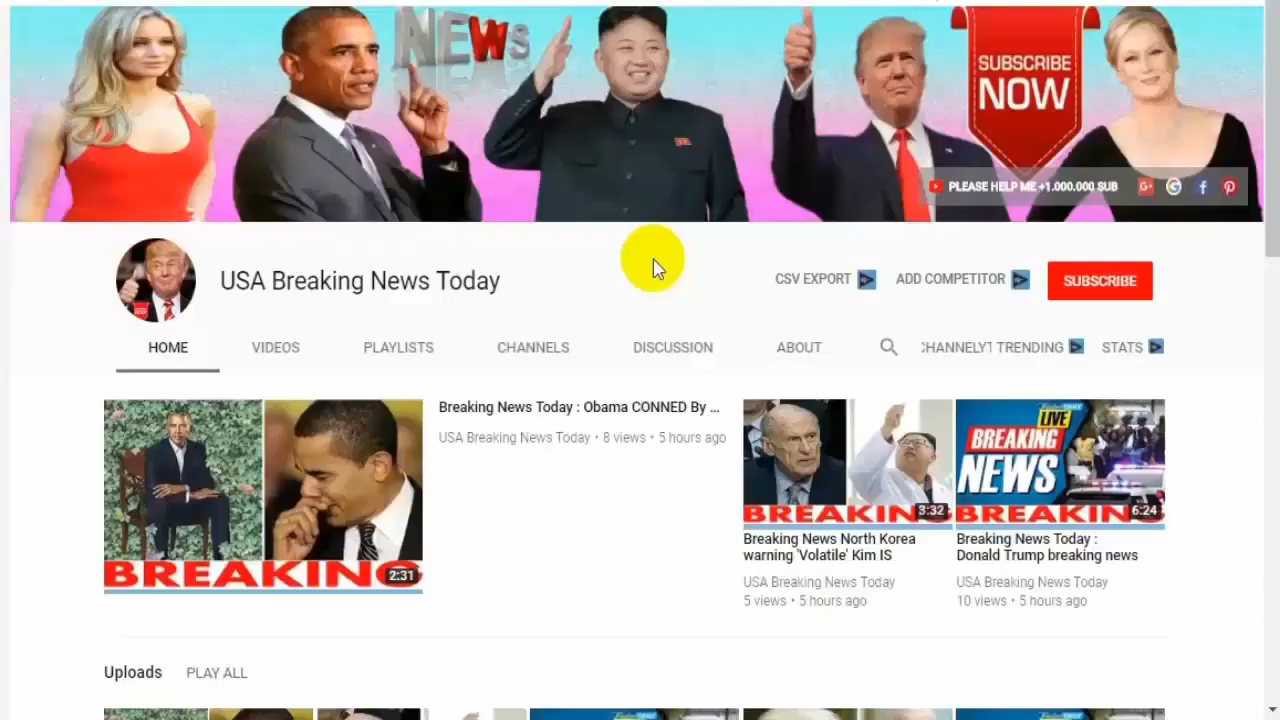 NEWS
SUBSCRIBE
NOW
PLEASE HELP ME +1.000.000 SUB
USA Breaking News Today
CSV EXPORT
ADD COMPETITOR
SUBSCRIBE
HOME
VIDEOS
PLAYLISTS
CHANNELS
DISCUSSION
ABOUT
CHANNELYT TRENDING
STATS
BREAKING
2:31
Breaking News Today : Obama CONNED By ...
USA Breaking News Today • 8 views • 5 hours ago
BREAKIN
3:32
Breaking News North Korea
warning 'Volatile' Kim IS
USA Breaking News Today
5 views • 5 hours ago
LIVE
BREAKING
NEWS
BREAKIN
6:24
Breaking News Today :
Donald Trump breaking news
USA Breaking News Today
10 views • 5 hours ago
Uploads
PLAY ALL